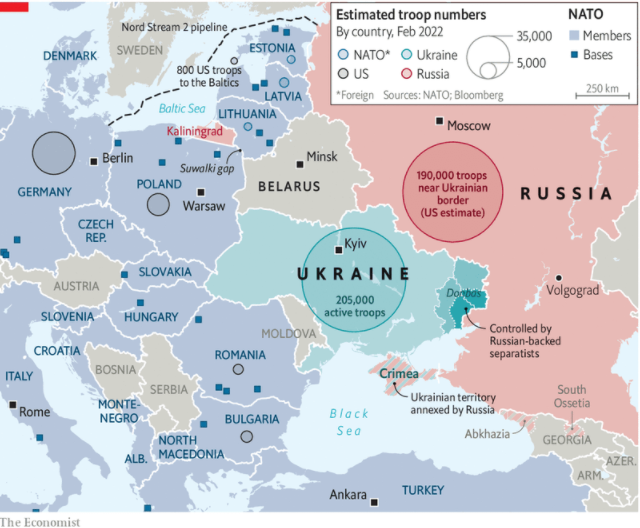 Estimated troop numbers
By country, Feb 2022
NATO*
Ukraine
US
Russia
35,000
5,000
*Foreign Sources: NATO; Bloomberg
NATO
Members
Bases
250 km
Nord Stream 2 pipeline
SWEDEN
DENMARK
ESTONIA
800 US troops
to the Baltics
LATVIA
Baltic Sea
LITHUANIA
Kaliningrad
Moscow
Berlin
Suwalki gap
Minsk
BELARUS
GERMANY
POLAND
Warsaw
190,000 troops
near Ukrainian
border
(US estimate)
RUSSIA
CZECH
REP.
Kyiv
UKRAINE
205,000
active troops
SLOVAKIA
AUSTRIA
Donbas
Volgograd
SLOVENIA
HUNGARY
MOLDOVA
Controlled by
Russian-backed
separatists
CROATIA
ROMANIA
BOSNIA
SERBIA
ITALY
Crimea
Ukrainian territory
annexed by Russia
South
Ossetia
Rome
MONTE-
NEGRO
BULGARIA
Black
Sea
Abkhazia
GEORGIA
NORTH
MACEDONIA
ALB.
AZER.
ARM.
Ankara
TURKEY
The Economist